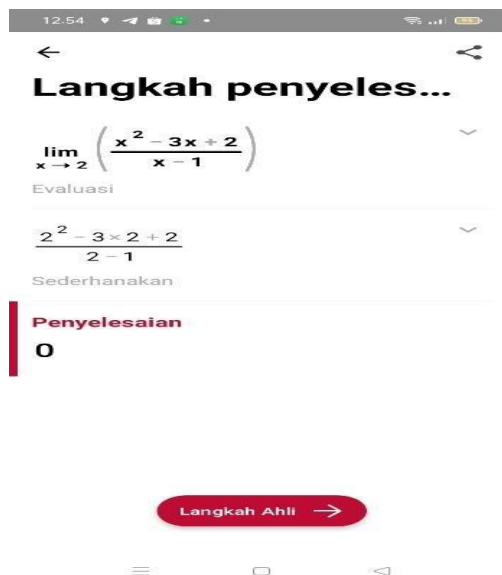 12.54
Langkah penyeles...
lim x → 2 ( (x² - 3x + 2) / (x - 1) )
Evaluasi
(2² - 3 × 2 + 2) / (2 - 1)
Sederhanakan
Penyelesaian
0
Langkah Ahli →